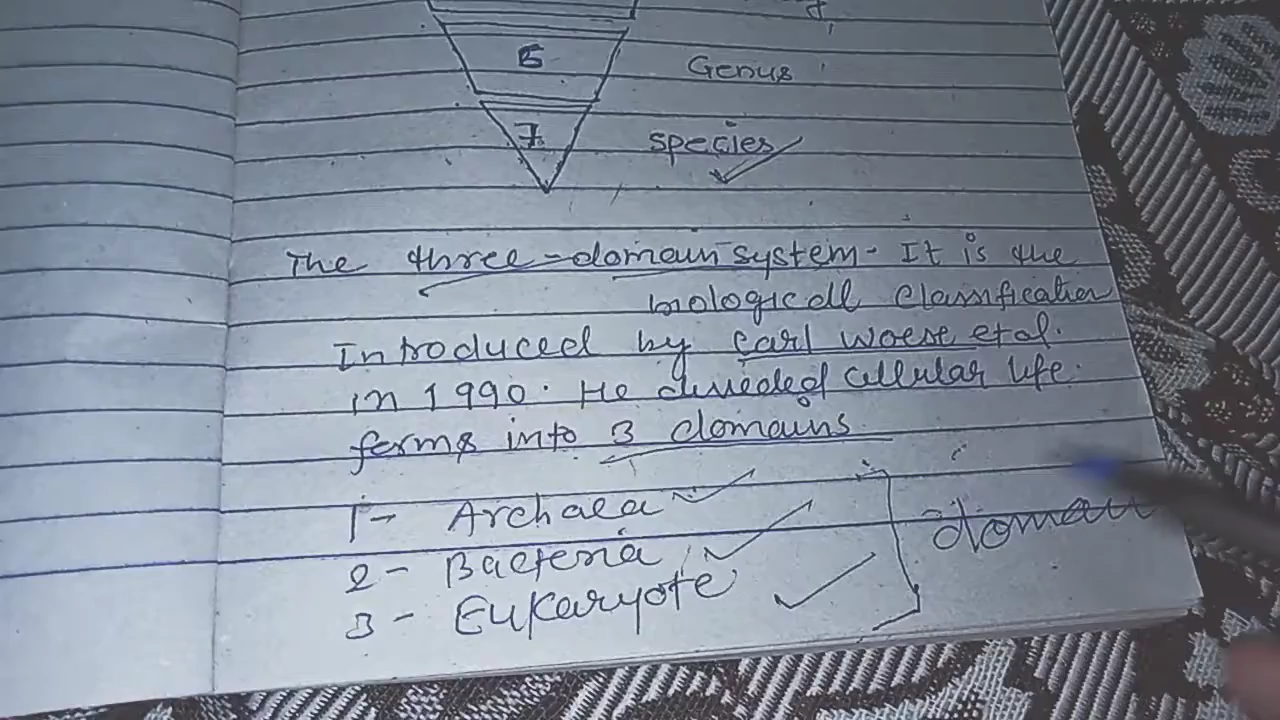 6 Genus
7 Species
The three-domain system - It is the
biological classification
Introduced by Carl Woese et al.
in 1990. He divided cellular life
forms into 3 domains
1- Archaea
2- Bacteria
3- Eukaryote
domain